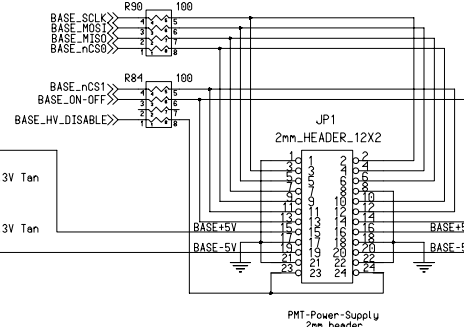 R90 100
BASE_SCLK 4 5
BASE_MOSI 3 6
BASE_MISO 2 7
BASE_nCS0 1 8
R84 100
BASE_nCS1 4 5
BASE_ON-OFF 3 6
2 7
BASE_HV_DISABLE 1 8
JP1
2mm_HEADER_12X2
1 1 2 2
3 3 4 4
5 5 6 6
7 7 8 8
9 9 10 10
11 11 12 12
13 13 14 14
BASE+5V 15 15 16 16 BASE+5
17 17 18 18
BASE-5V 19 19 20 20 BASE-5
21 21 22 22
23 23 24 24
3V Tan
3V Tan
PMT-Power-Supply
2mm header